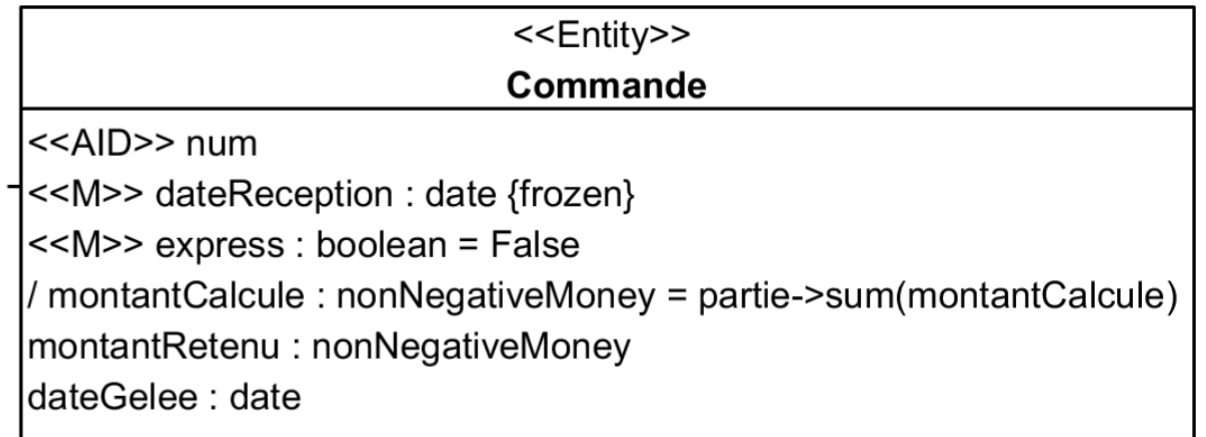 <<Entity>>
Commande
<<AID>> num
<<M>> dateReception : date {frozen}
<<M>> express : boolean = False
/ montantCalcule : nonNegativeMoney = partie->sum(montantCalcule)
montantRetenu : nonNegativeMoney
dateGelee : date